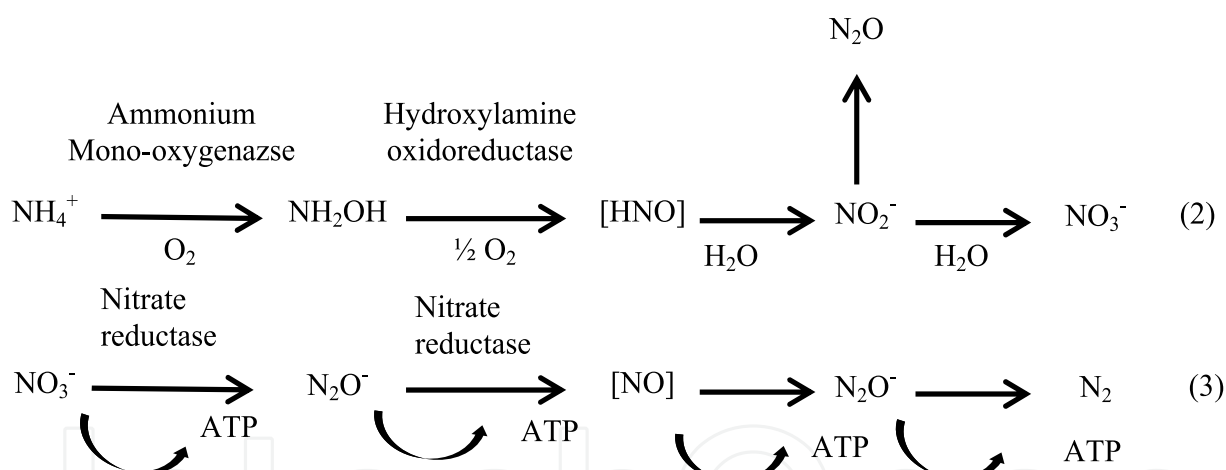 N₂O
Ammonium Hydroxylamine
Mono-oxygenazse oxidoreductase
NH₄⁺ NH₂OH [HNO] NO₂⁻ NO₃⁻ (2)
O₂ ½ O₂ H₂O H₂O
Nitrate Nitrate
reductase reductase
NO₃⁻ N₂O⁻ [NO] N₂O⁻ N₂ (3)
ATP ATP ATP ATP